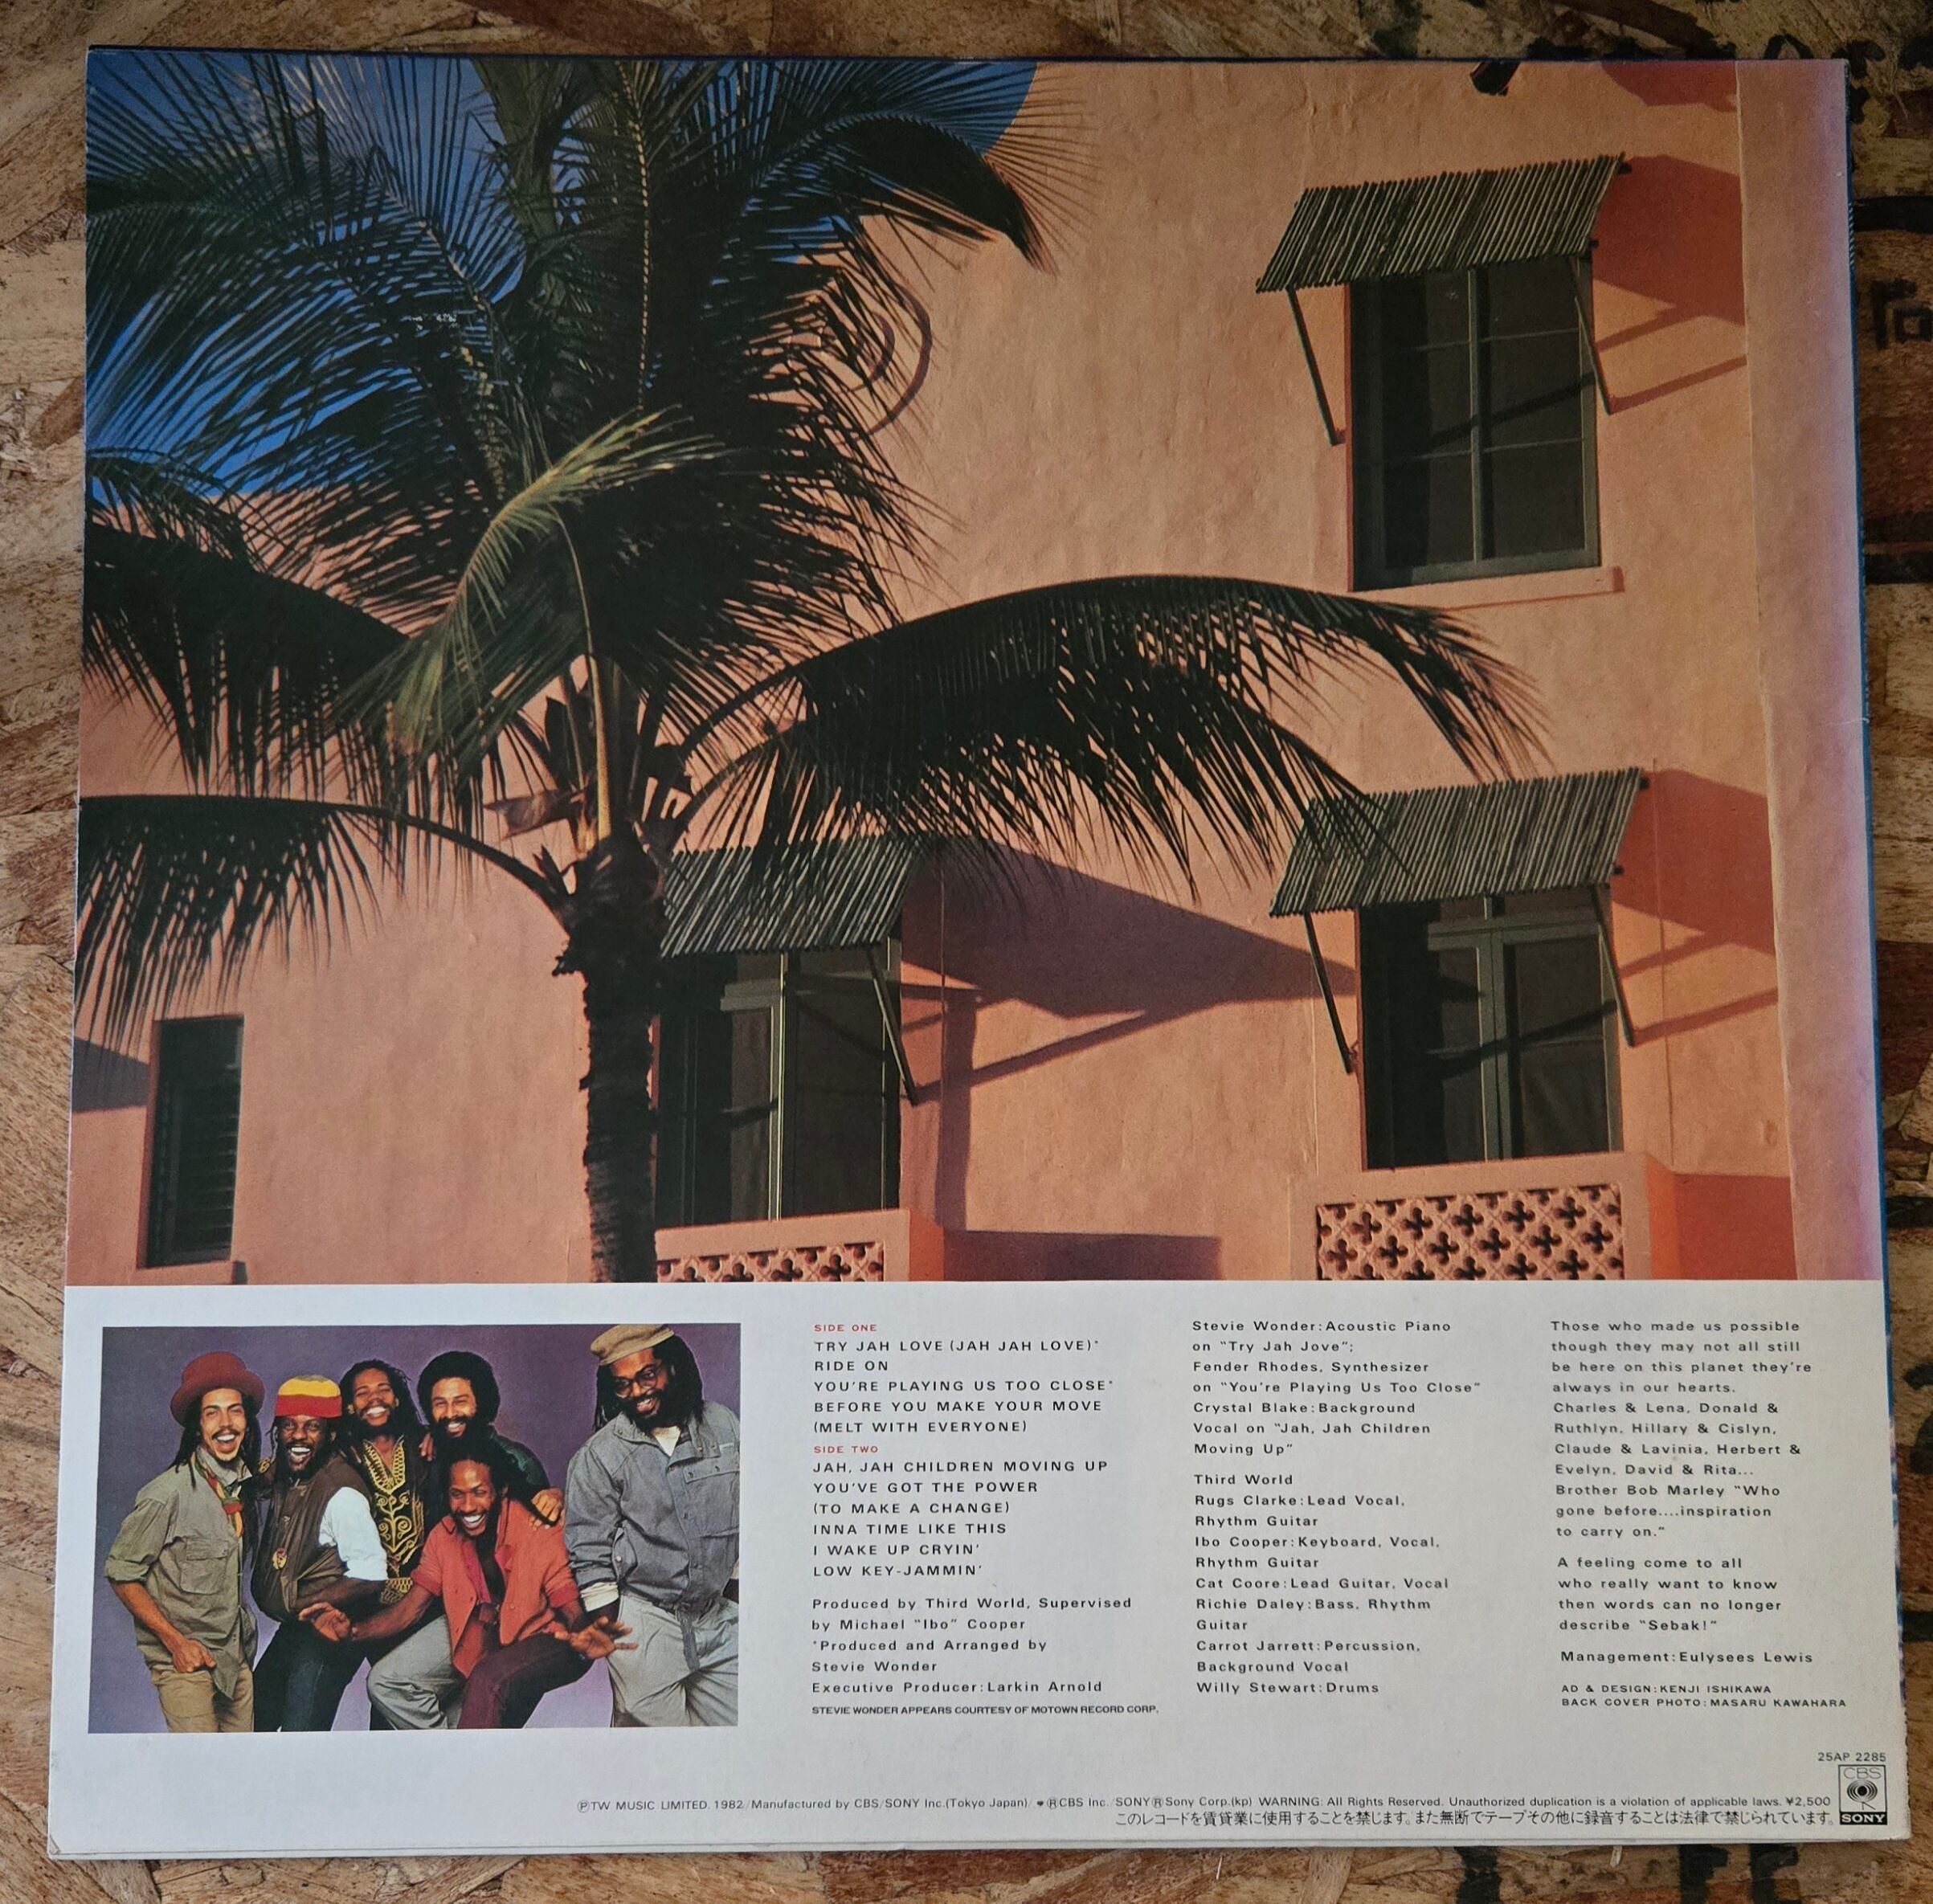 SIDE ONE
TRY JAH LOVE (JAH JAH LOVE)*
RIDE ON
YOU'RE PLAYING US TOO CLOSE*
BEFORE YOU MAKE YOUR MOVE
(MELT WITH EVERYONE)
SIDE TWO
JAH, JAH CHILDREN MOVING UP
YOU'VE GOT THE POWER
(TO MAKE A CHANGE)
INNA TIME LIKE THIS
I WAKE UP CRYIN'
LOW KEY-JAMMIN'
Produced by Third World, Supervised
by Michael "Ibo" Cooper
*Produced and Arranged by
Stevie Wonder
Executive Producer: Larkin Arnold
STEVIE WONDER APPEARS COURTESY OF MOTOWN RECORD CORP.
Stevie Wonder: Acoustic Piano
on "Try Jah Jove";
Fender Rhodes, Synthesizer
on "You're Playing Us Too Close"
Crystal Blake: Background
Vocal on "Jah, Jah Children
Moving Up"
Third World
Rugs Clarke: Lead Vocal,
Rhythm Guitar
Ibo Cooper: Keyboard, Vocal,
Rhythm Guitar
Cat Coore: Lead Guitar, Vocal
Richie Daley: Bass, Rhythm
Guitar
Carrot Jarrett: Percussion,
Background Vocal
Willy Stewart: Drums
Those who made us possible
though they may not all still
be here on this planet they're
always in our hearts.
Charles & Lena, Donald &
Ruthlyn, Hillary & Cislyn,
Claude & Lavinia, Herbert &
Evelyn, David & Rita...
Brother Bob Marley "Who
gone before....inspiration
to carry on."
A feeling come to all
who really want to know
then words can no longer
describe "Sebak!"
Management: Eulysees Lewis
AD & DESIGN: KENJI ISHIKAWA
BACK COVER PHOTO: MASARU KAWAHARA
25AP 2285
CBS
SONY
Ⓟ TW MUSIC LIMITED. 1982/Manufactured by CBS/SONY Inc.(Tokyo Japan)/ ❤ Ⓡ CBS Inc./SONY Ⓡ Sony Corp.(kp) WARNING: All Rights Reserved. Unauthorized duplication is a violation of applicable laws. ¥2,500
このレコードを賃貸業に使用することを禁じます。また無断でテープその他に録音することは法律で禁じられています。